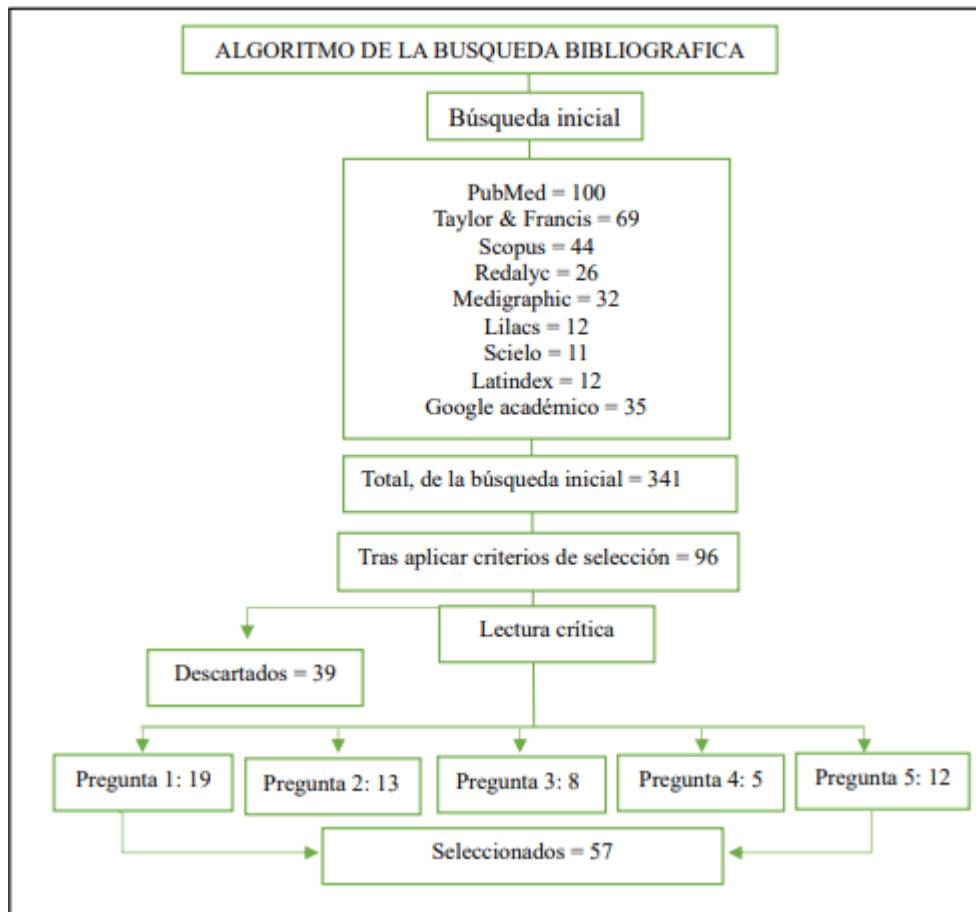 ALGORITMO DE LA BUSQUEDA BIBLIOGRAFICA
Búsqueda inicial
PubMed = 100
Taylor & Francis = 69
Scopus = 44
Redalyc = 26
Medigraphic = 32
Lilacs = 12
Scielo = 11
Latindex = 12
Google académico = 35
Total, de la búsqueda inicial = 341
Tras aplicar criterios de selección = 96
Lectura crítica
Descartados = 39
Pregunta 1: 19
Pregunta 2: 13
Pregunta 3: 8
Pregunta 4: 5
Pregunta 5: 12
Seleccionados = 57